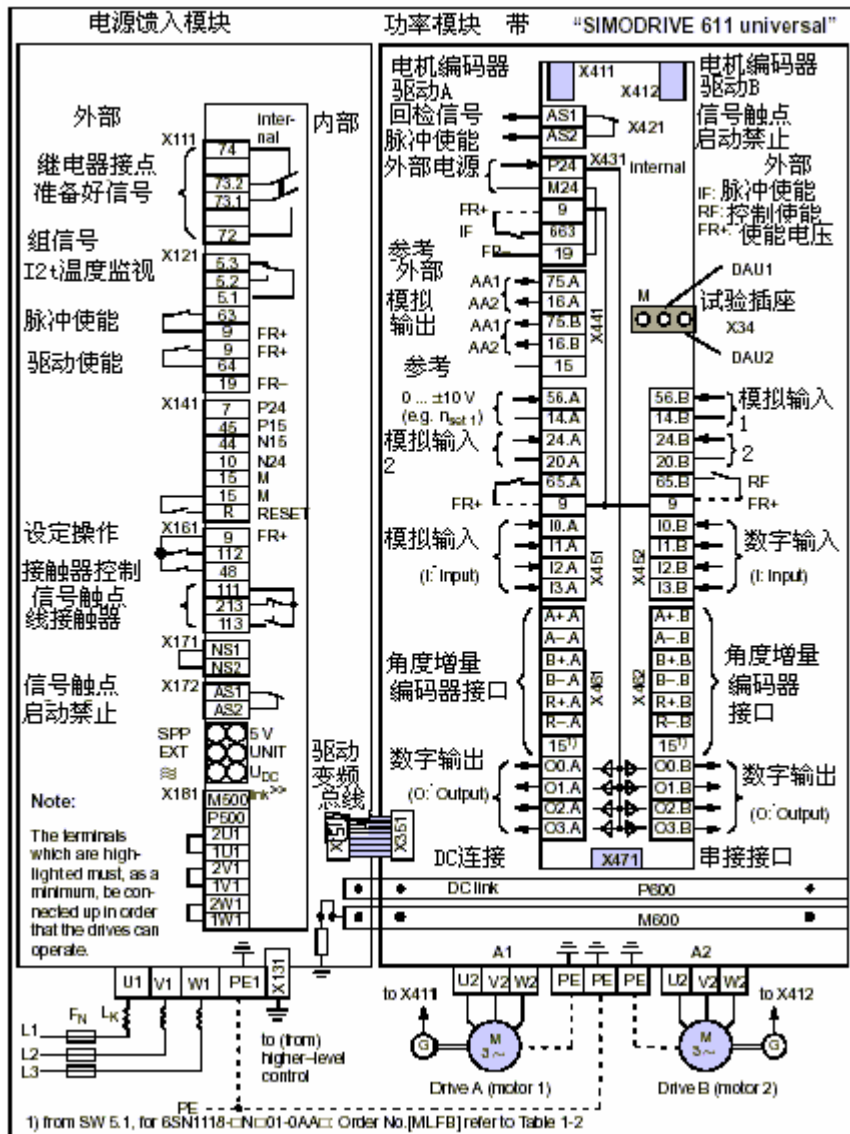 电源馈入模块
功率模块 带 “SIMODRIVE 611 universal”
外部
Inter-
nal
内部
X111
74
继电器接点
准备好信号
73.2
73.1
72
组信号
X121
5.3
I2t温度监视
5.2
5.1
脉冲使能
63
9
FR+
驱动使能
9
FR+
64
19
FR–
X141
7
P24
45
P15
44
N15
10
N24
15
M
15
M
R
RESET
设定操作
X161
9
FR+
112
接触器控制
48
信号触点
线接触器
111
213
113
X171
NS1
NS2
信号触点
启动禁止
X172
AS1
AS2
SPP
5 V
EXT
UNIT
UDC
link>>
X181
M500
P500
2U1
1U1
2V1
1V1
2W1
1W1
Note:
The terminals
which are high-
lighted must, as a
minimum, be con-
nected up in order
that the drives can
operate.
驱动
变频
总线
X351
电机编码器
驱动A
X411
X412
电机编码器
驱动B
回检信号
脉冲使能
AS1
AS2
X421
信号触点
启动禁止
外部电源
P24
M24
X431
Internal
外部
IF: 脉冲使能
RF: 控制使能
FR+: 使能电压
FR+
9
IF
663
FR–
19
参考
外部
模拟
输出
AA1
75.A
AA2
16.A
AA1
75.B
AA2
16.B
X441
参考
15
DAU1
M
试验插座
X34
DAU2
0 ... ±10 V
(e.g. nset 1)
56.A
14.A
模拟输入
2
24.A
20.A
65.A
FR+
9
56.B
14.B
模拟输入
1
24.B
20.B
2
65.B
RF
9
FR+
模拟输入
(I: Input)
I0.A
I1.A
I2.A
I3.A
X451
X452
I0.B
I1.B
I2.B
I3.B
数字输入
(I: Input)
角度增量
编码器接口
A+.A
A–.A
B+.A
B–.A
R+.A
R–.A
15 1)
X461
X462
A+.B
A–.B
B+.B
B–.B
R+.B
R–.B
15 1)
角度增量
编码器
接口
数字输出
(O: Output)
O0.A
O1.A
O2.A
O3.A
O0.B
O1.B
O2.B
O3.B
数字输出
(O: Output)
DC连接
X471
串接接口
DC link
P600
M600
U1
V1
W1
PE1
X131
A1
A2
U2
V2
W2
PE
PE
PE
U2
V2
W2
FN
LK
L1
L2
L3
to (from)
higher–level
control
to X411
to X412
G
M
3~
M
3~
G
Drive A (motor 1)
Drive B (motor 2)
PE
1) from SW 5.1, for 6SN1118-□N□01-0AA□: Order No.[MLFB] refer to Table 1-2